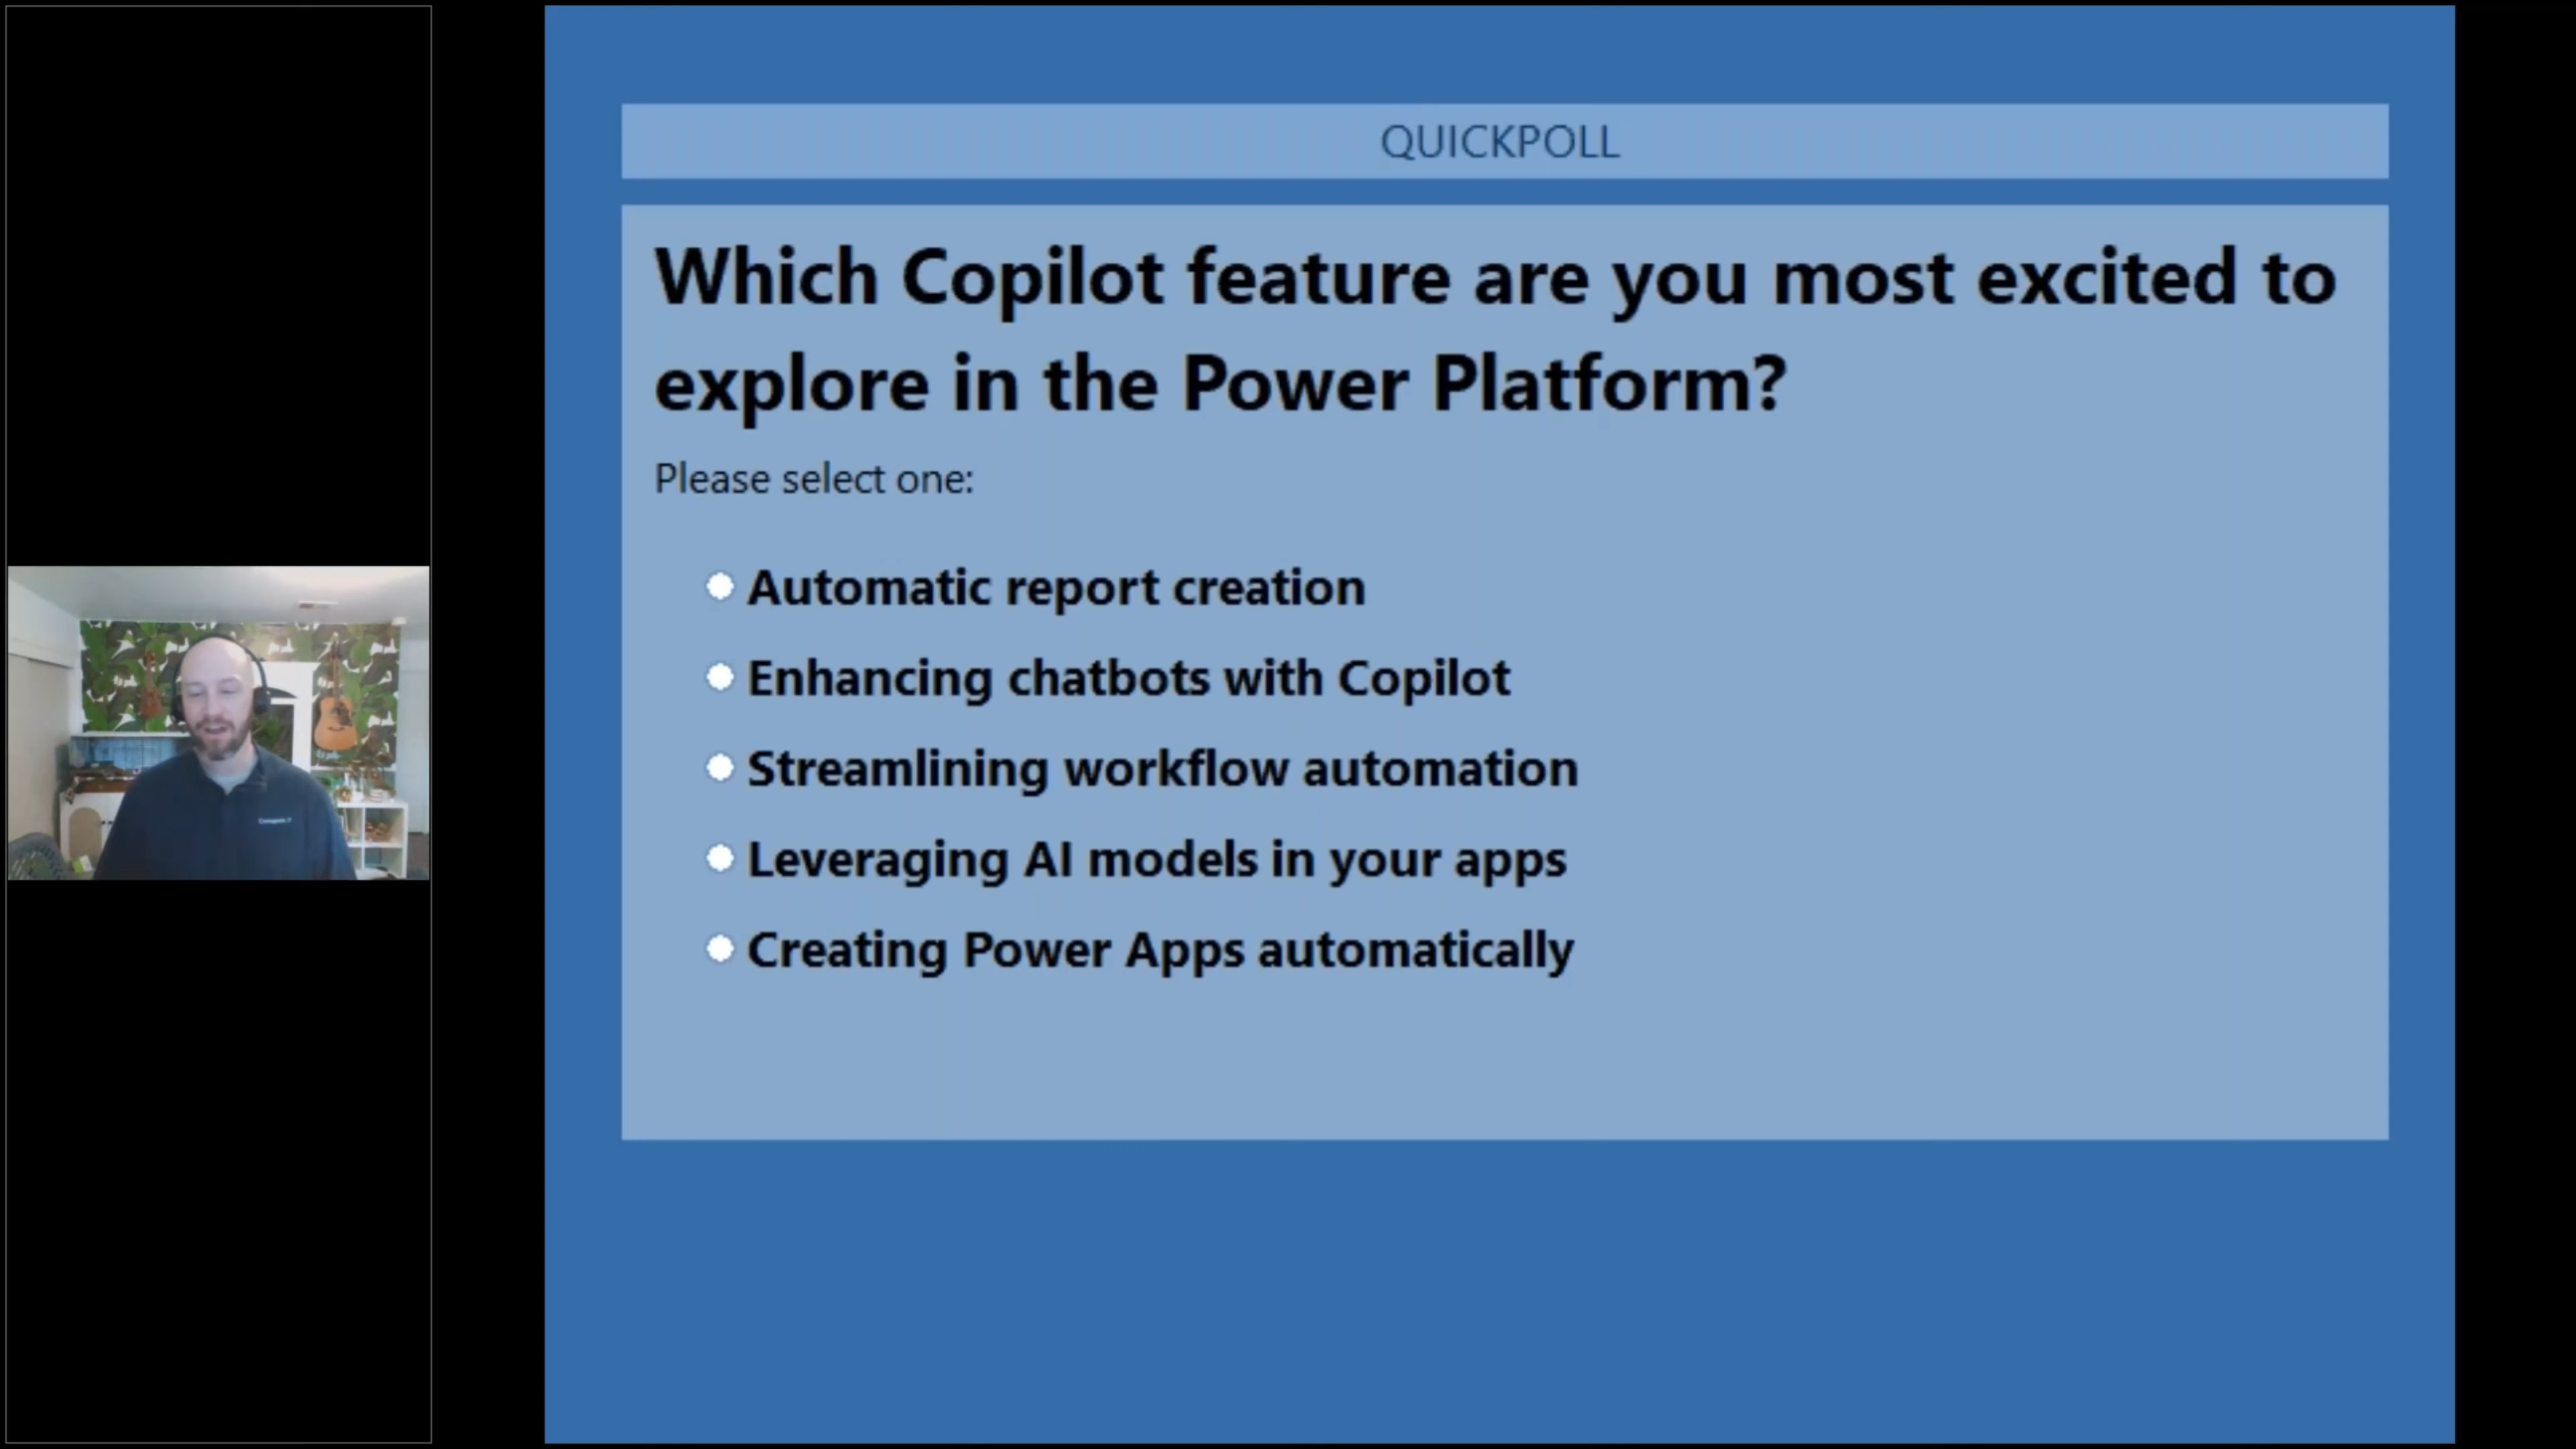 QUICKPOLL
Which Copilot feature are you most excited to
explore in the Power Platform?
Please select one:
Automatic report creation
Enhancing chatbots with Copilot
Streamlining workflow automation
Leveraging AI models in your apps
Creating Power Apps automatically